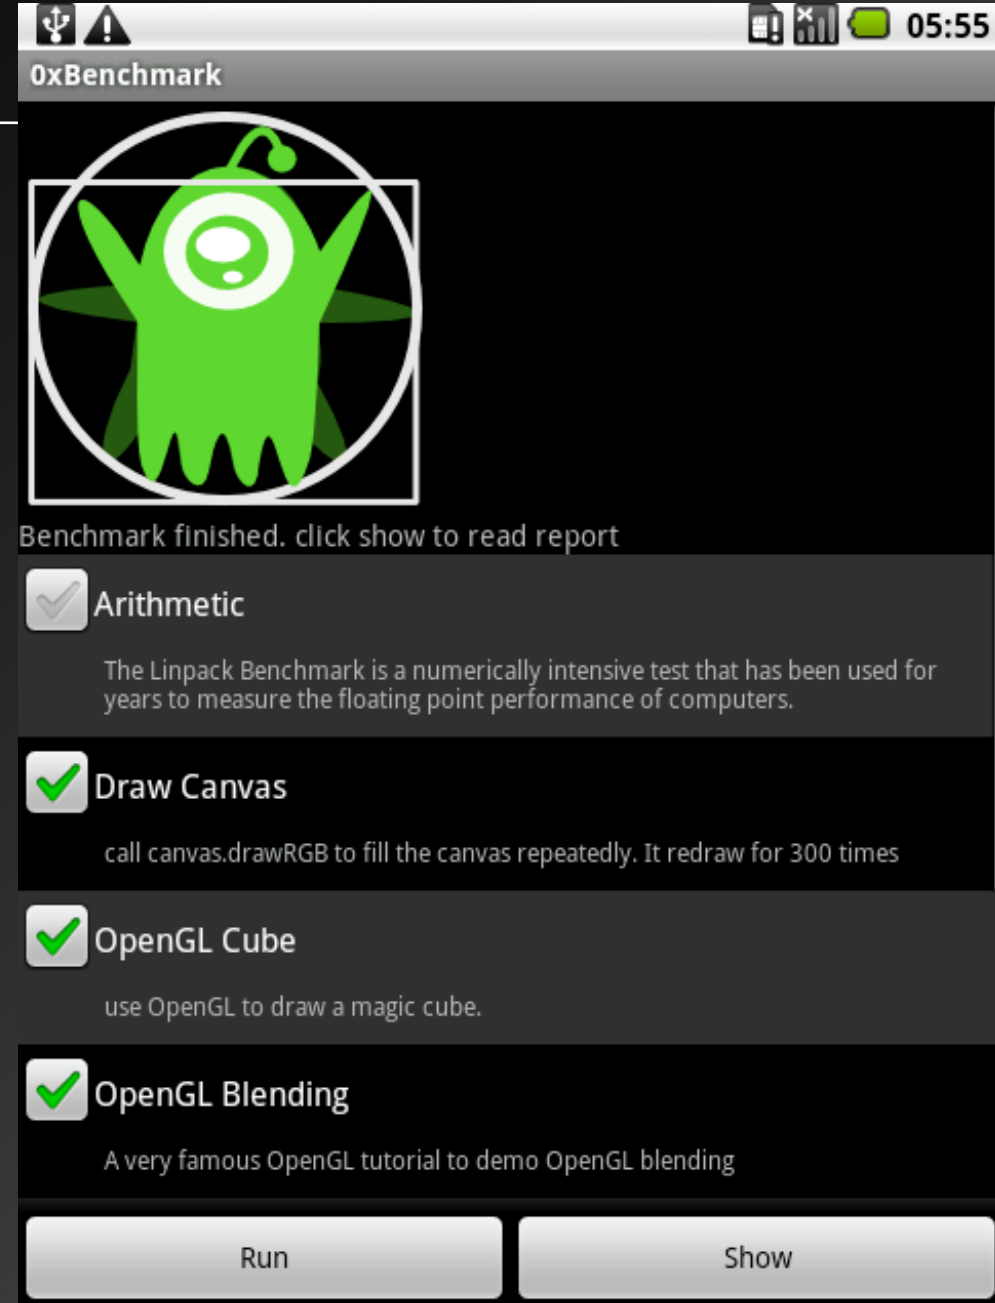 05:55
0xBenchmark
Benchmark finished. click show to read report
Arithmetic
The Linpack Benchmark is a numerically intensive test that has been used for
years to measure the floating point performance of computers.
Draw Canvas
call canvas.drawRGB to fill the canvas repeatedly. It redraw for 300 times
OpenGL Cube
use OpenGL to draw a magic cube.
OpenGL Blending
A very famous OpenGL tutorial to demo OpenGL blending
Run
Show